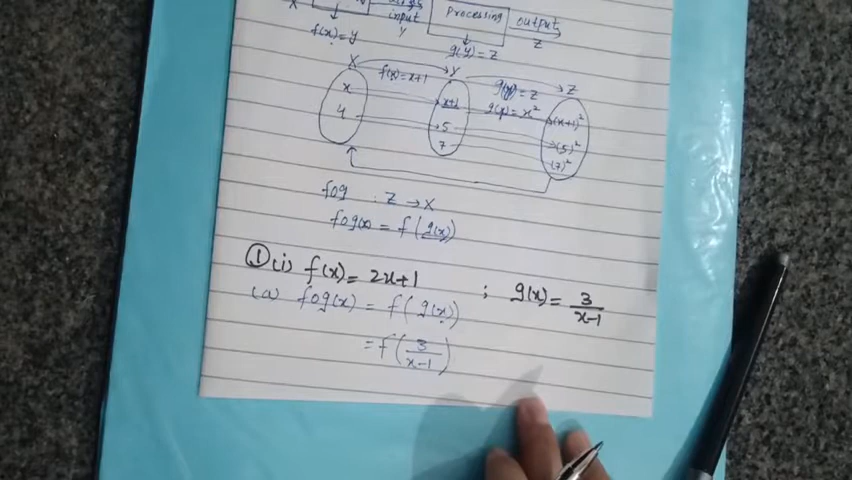 X
input
Processing
output
y
Z
f(x)=y
g(y)=z
X
f(x)=x+1
Y
g(y)=z
Z
x
x+1
g(x)=x²
(x+1)²
4
5
(5)²
7
(7)²
fog : Z → X
fog(x) = f(g(x))
① (i) f(x)= 2x+1 ; g(x)= 3/(x-1)
(a) fog(x) = f(g(x))
= f(3/(x-1))